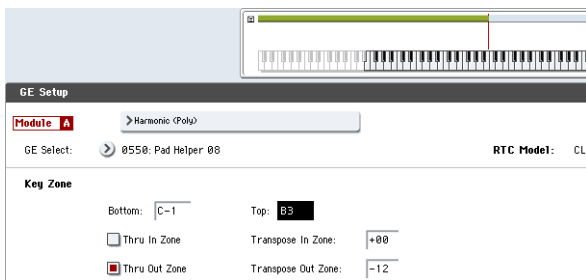 GE Setup
Module A
Harmonic (Poly)
GE Select: 0550: Pad Helper 08 RTC Model: CL
Key Zone
Bottom: C-1 Top: B3
Thru In Zone Transpose In Zone: +00
Thru Out Zone Transpose Out Zone: -12